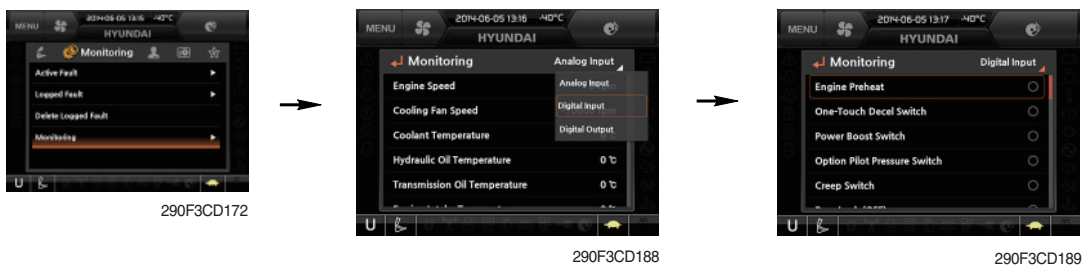 MENU
2014-06-05 13:15 -40°C
HYUNDAI
Monitoring
Active Fault
Logged Fault
Delete Logged Fault
Monitoring
U
290F3CD172
MENU
2014-06-05 13:16 -40°C
HYUNDAI
Monitoring
Analog Input
Engine Speed
Analog Input
Cooling Fan Speed
Digital Input
Coolant Temperature
Digital Output
Hydraulic Oil Temperature 0 ℃
Transmission Oil Temperature 0 ℃
U
290F3CD188
MENU
2014-06-05 13:17 -40°C
HYUNDAI
Monitoring
Digital Input
Engine Preheat
One-Touch Decel Switch
Power Boost Switch
Option Pilot Pressure Switch
Creep Switch
U
290F3CD189